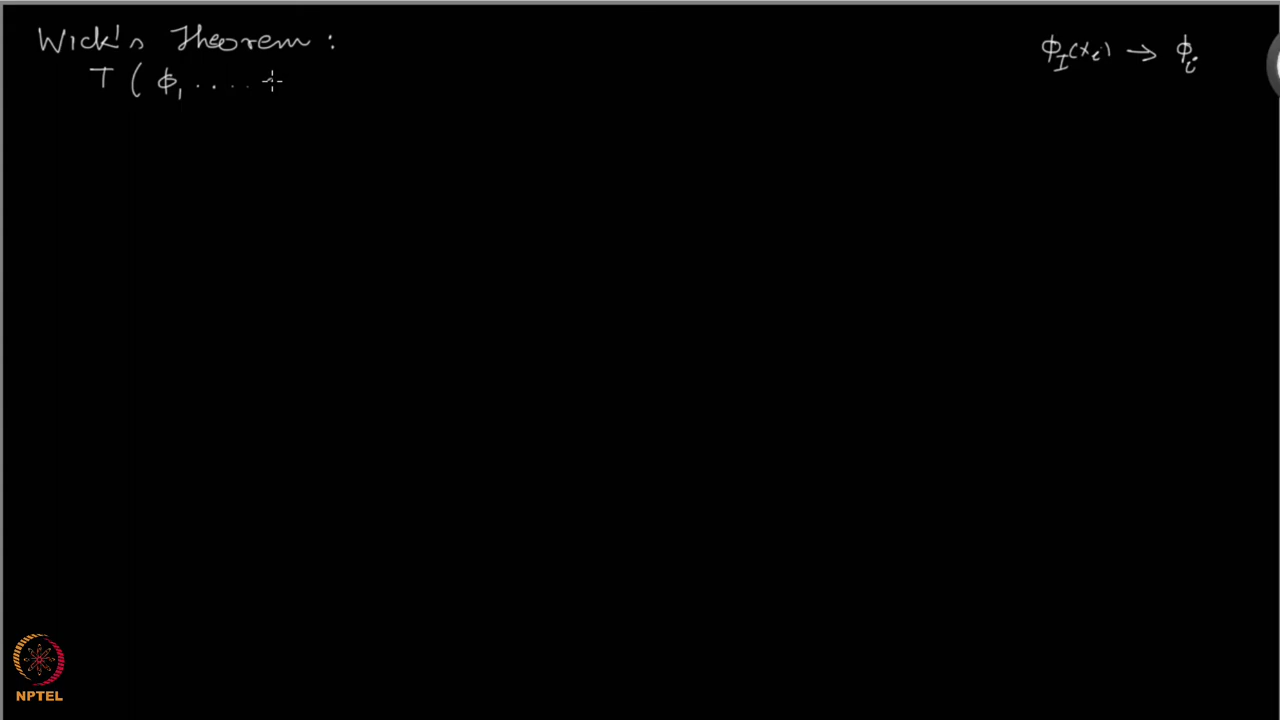 Wick's Theorem :
T ( ϕ₁ . . . .
ϕ_I(x_i) → ϕ_i
NPTEL